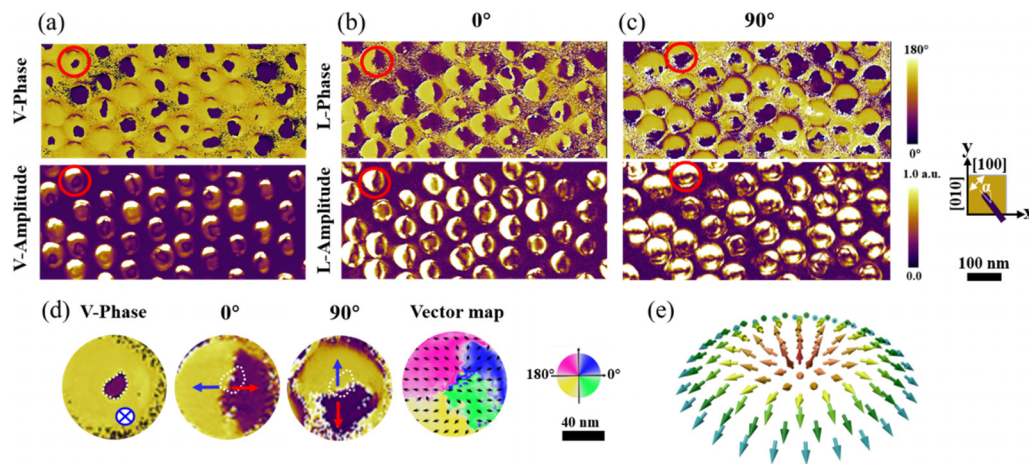 (a)
(b)
0°
(c)
90°
V-Phase
L-Phase
180°
0°
V-Amplitude
L-Amplitude
1.0 a.u.
0.0
y
[100]
[010]
α
x
100 nm
(d)
V-Phase
0°
90°
Vector map
180°
0°
40 nm
(e)